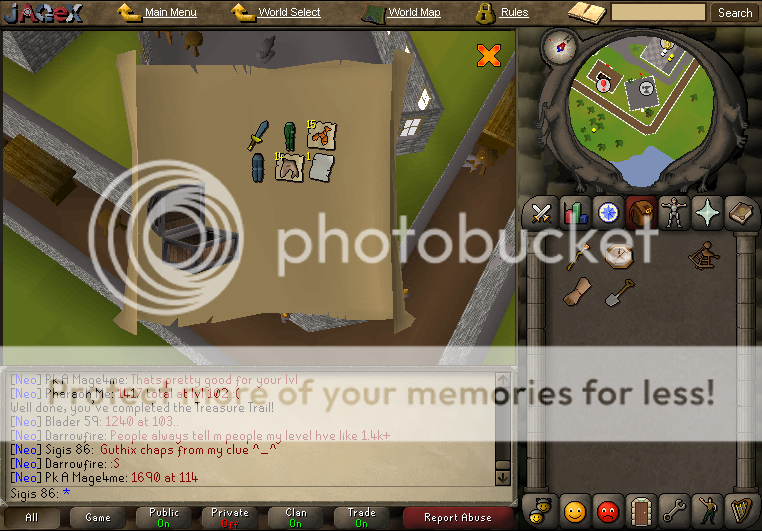 JAGeX Main Menu World Select World Map Rules Search
15
15 1
photobucket
Protect more of your memories for less!
[Neo] Pk A Mage4me: Thats pretty good for your lvl
[Neo] Pharaoh Me: 1417 total at lvl 102 :(
Well done, you've completed the Treasure Trail!
[Neo] Blader 59: 1240 at 103..
[Neo] Darrowfire: People always tell m people my level hve like 1.4k+
[Neo] Sigis 86: Guthix chaps from my clue ^_^
[Neo] Darrowfire: :$
[Neo] Pk A Mage4me: 1690 at 114
Sigis 86: *
All Game Public On Private Off Clan On Trade On Report Abuse